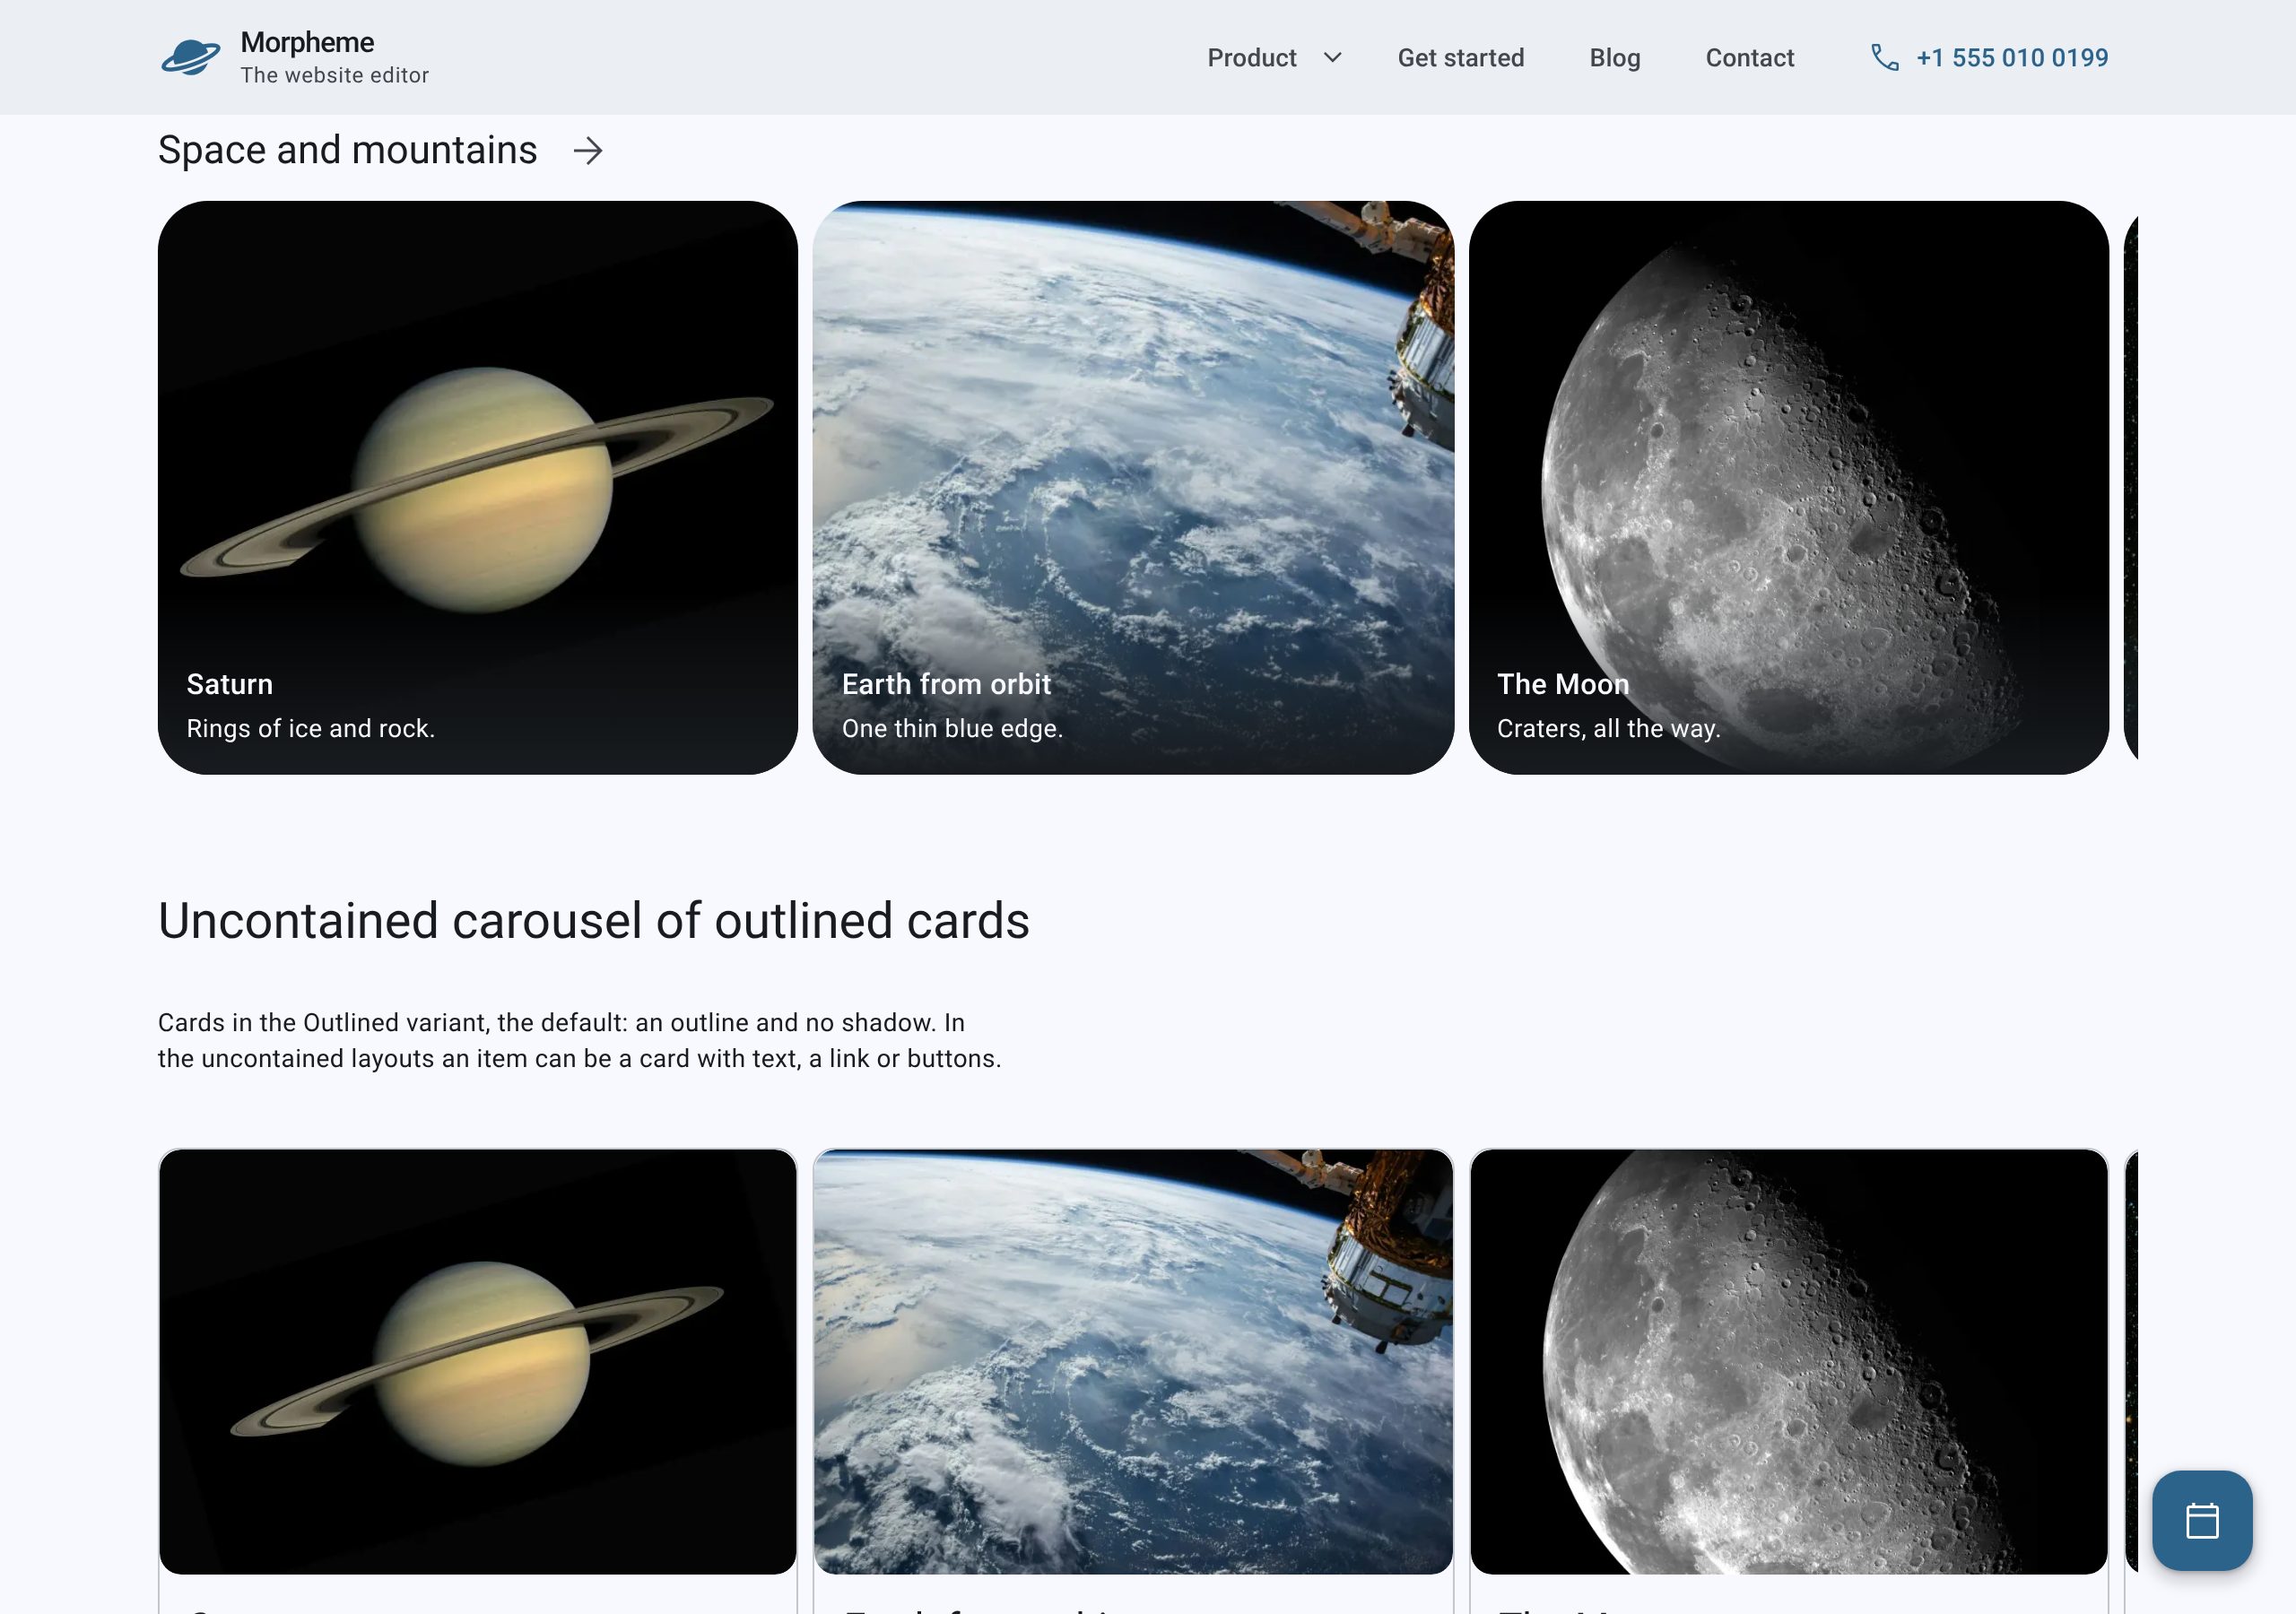 Morpheme
The website editor
Product
Get started
Blog
Contact
+1 555 010 0199
Space and mountains
Saturn
Rings of ice and rock.
Earth from orbit
One thin blue edge.
The Moon
Craters, all the way.
Uncontained carousel of outlined cards
Cards in the Outlined variant, the default: an outline and no shadow. In
the uncontained layouts an item can be a card with text, a link or buttons.